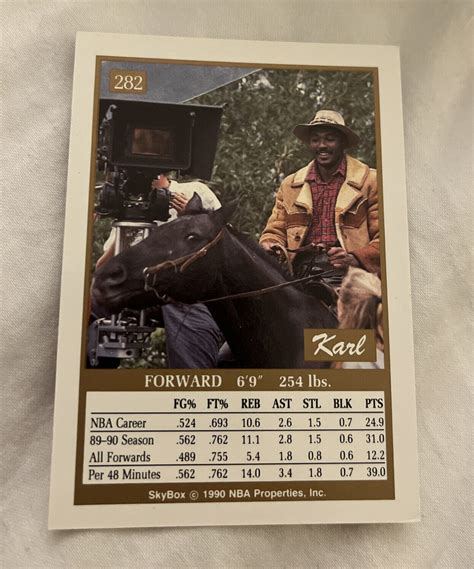 282
Karl
FORWARD 6'9" 254 lbs.
FG% FT% REB AST STL BLK PTS
NBA Career .524 .693 10.6 2.6 1.5 0.7 24.9
89-90 Season .562 .762 11.1 2.8 1.5 0.6 31.0
All Forwards .489 .755 5.4 1.8 0.8 0.6 12.2
Per 48 Minutes .562 .762 14.0 3.4 1.8 0.7 39.0
SkyBox © 1990 NBA Properties, Inc.